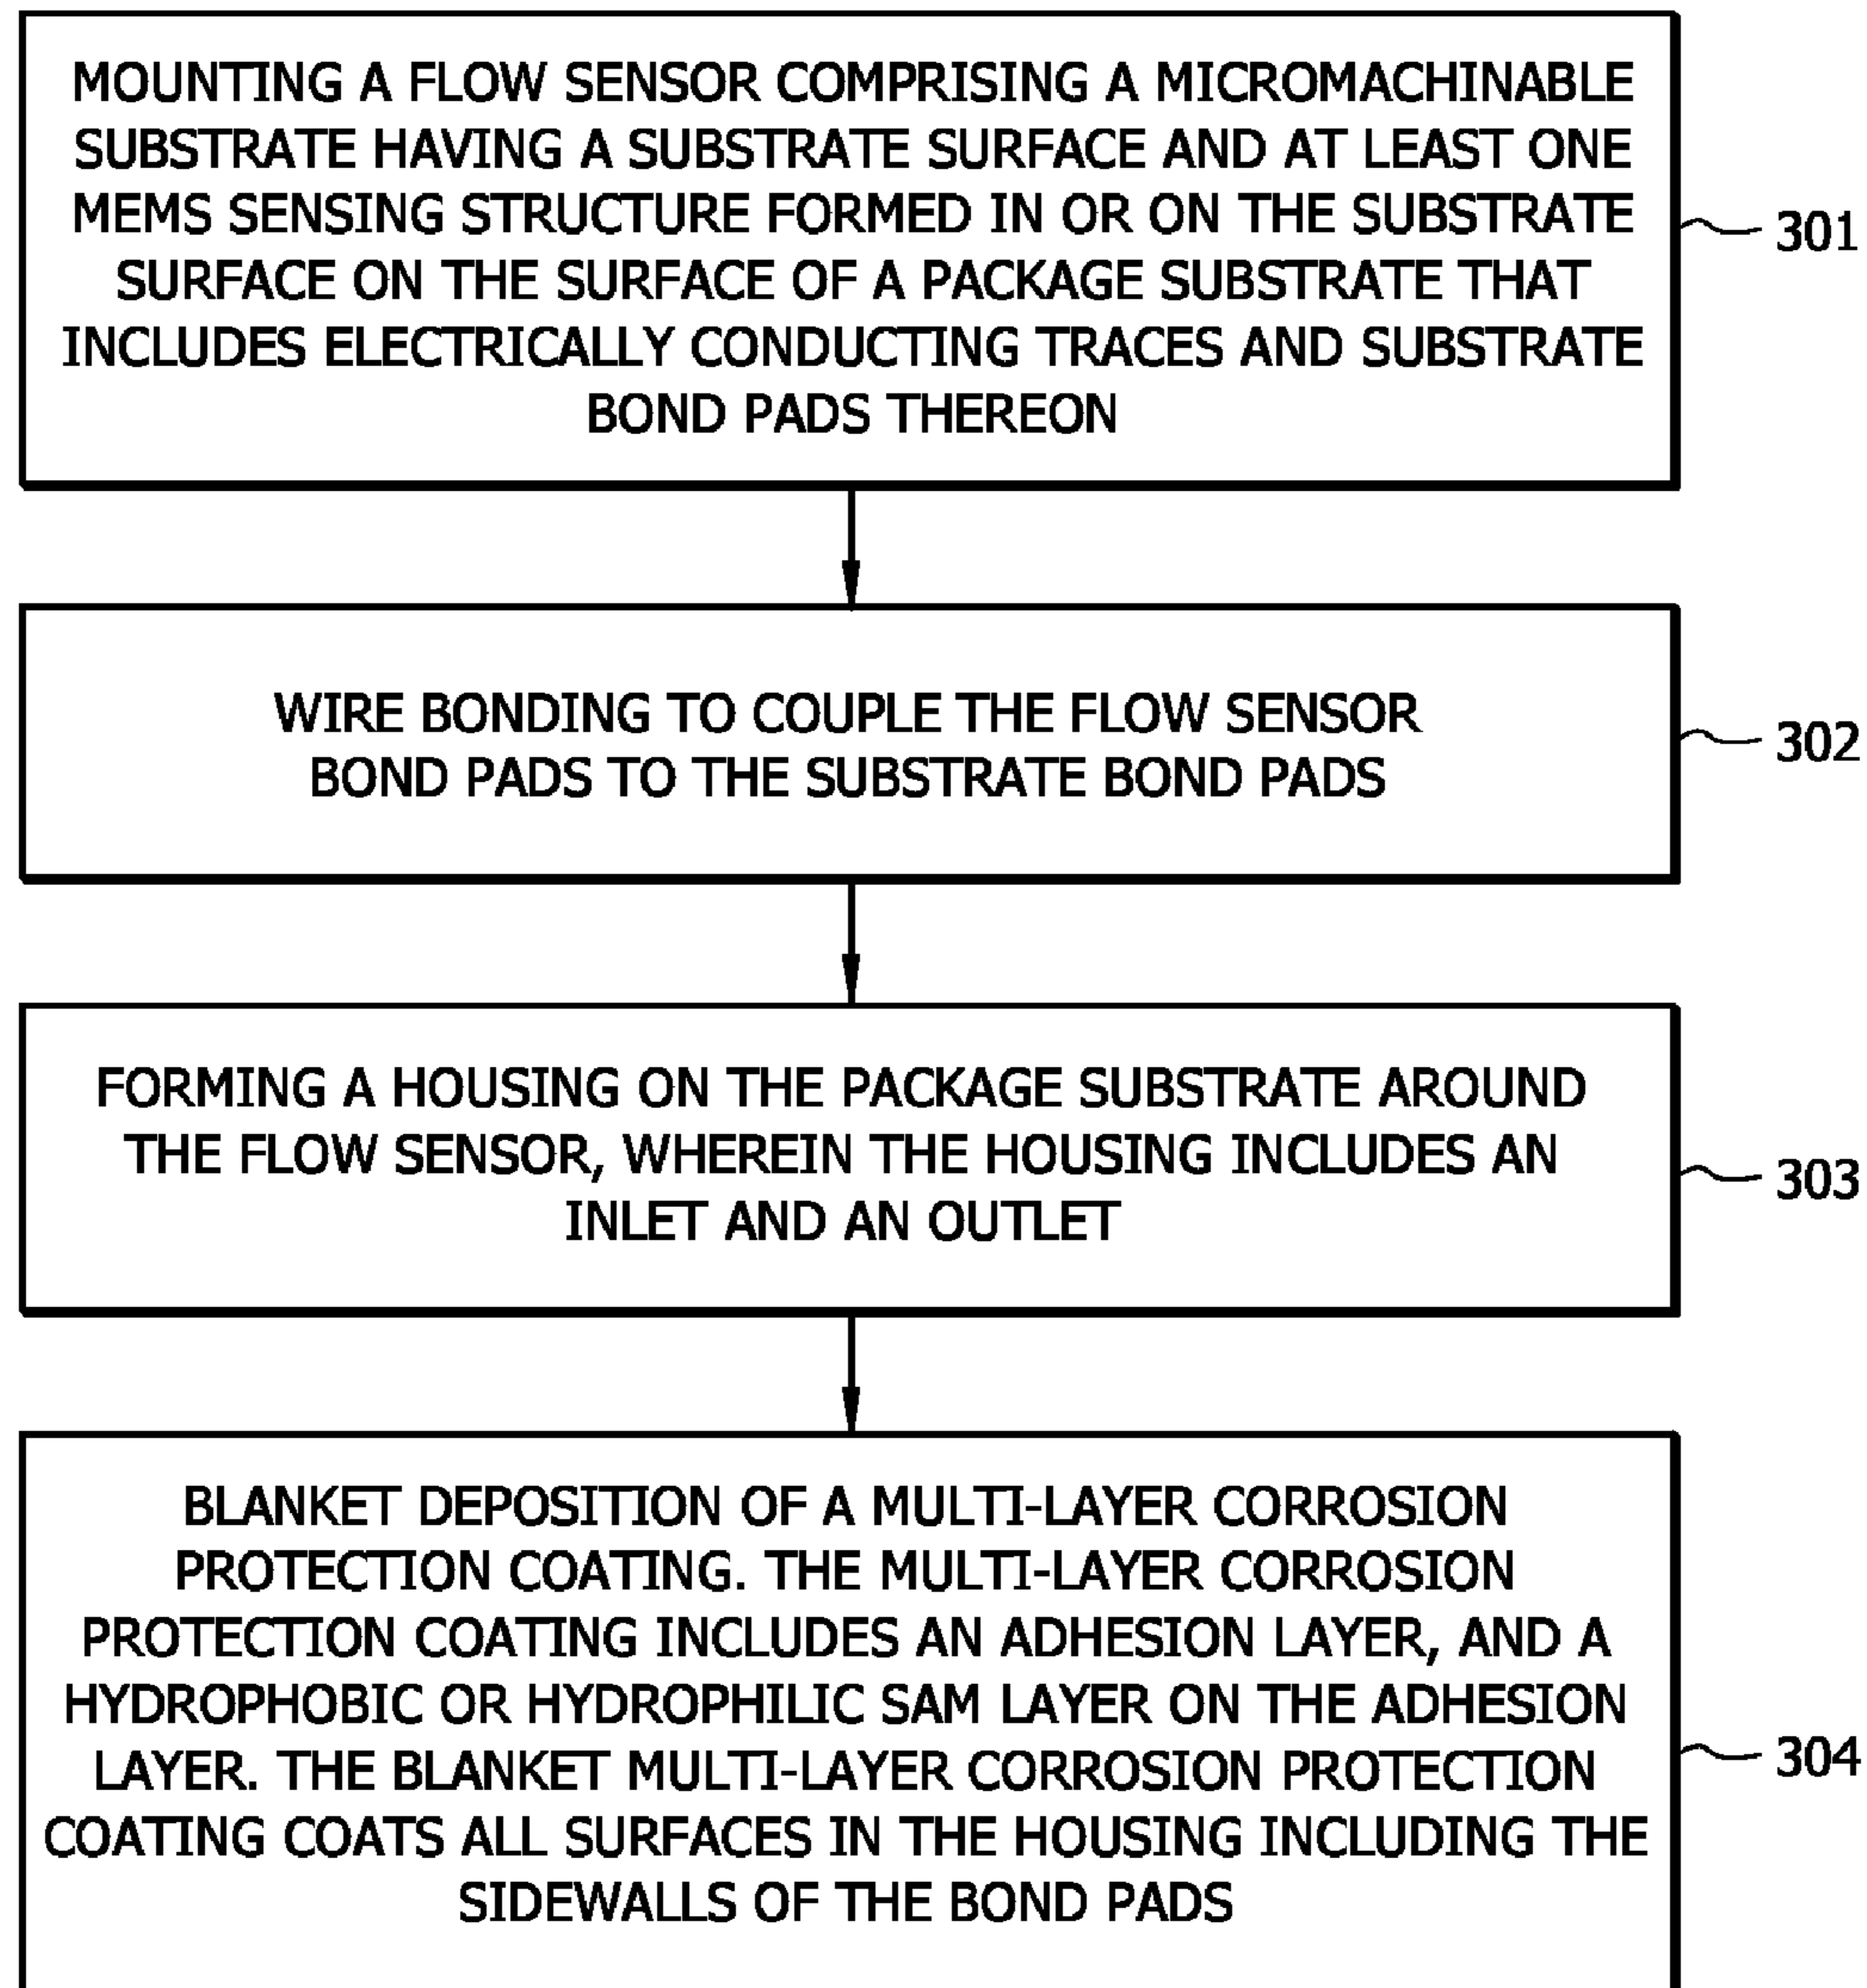 MOUNTING A FLOW SENSOR COMPRISING A MICROMACHINABLE
SUBSTRATE HAVING A SUBSTRATE SURFACE AND AT LEAST ONE
MEMS SENSING STRUCTURE FORMED IN OR ON THE SUBSTRATE
SURFACE ON THE SURFACE OF A PACKAGE SUBSTRATE THAT
INCLUDES ELECTRICALLY CONDUCTING TRACES AND SUBSTRATE
BOND PADS THEREON
301
WIRE BONDING TO COUPLE THE FLOW SENSOR
BOND PADS TO THE SUBSTRATE BOND PADS
302
FORMING A HOUSING ON THE PACKAGE SUBSTRATE AROUND
THE FLOW SENSOR, WHEREIN THE HOUSING INCLUDES AN
INLET AND AN OUTLET
303
BLANKET DEPOSITION OF A MULTI-LAYER CORROSION
PROTECTION COATING. THE MULTI-LAYER CORROSION
PROTECTION COATING INCLUDES AN ADHESION LAYER, AND A
HYDROPHOBIC OR HYDROPHILIC SAM LAYER ON THE ADHESION
LAYER. THE BLANKET MULTI-LAYER CORROSION PROTECTION
COATING COATS ALL SURFACES IN THE HOUSING INCLUDING THE
SIDEWALLS OF THE BOND PADS
304